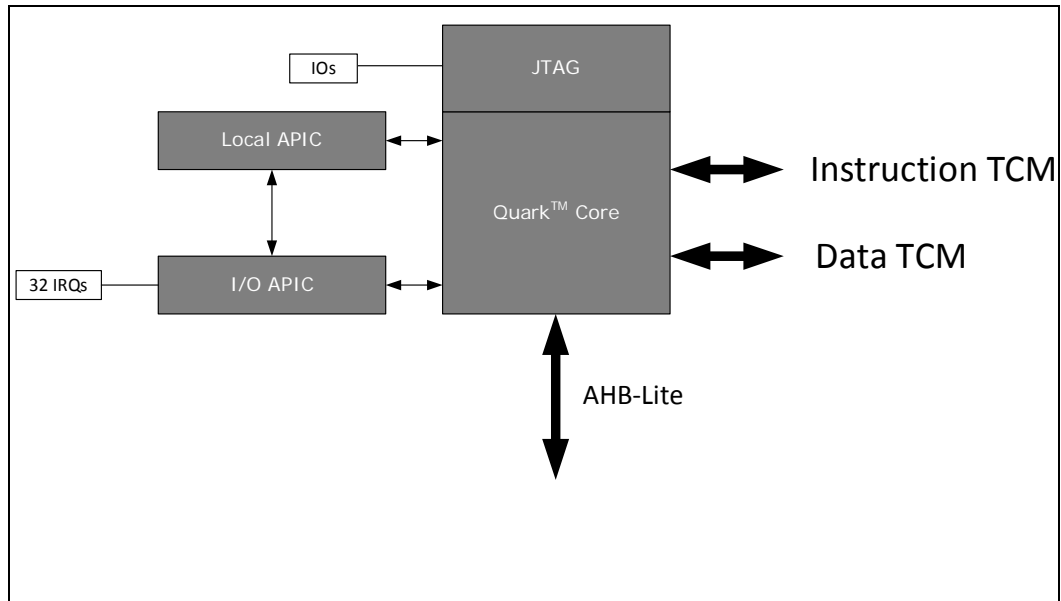 JTAG
IOs
Local APIC
Instruction TCM
Quark™ Core
Data TCM
I/O APIC
32 IRQs
AHB-Lite